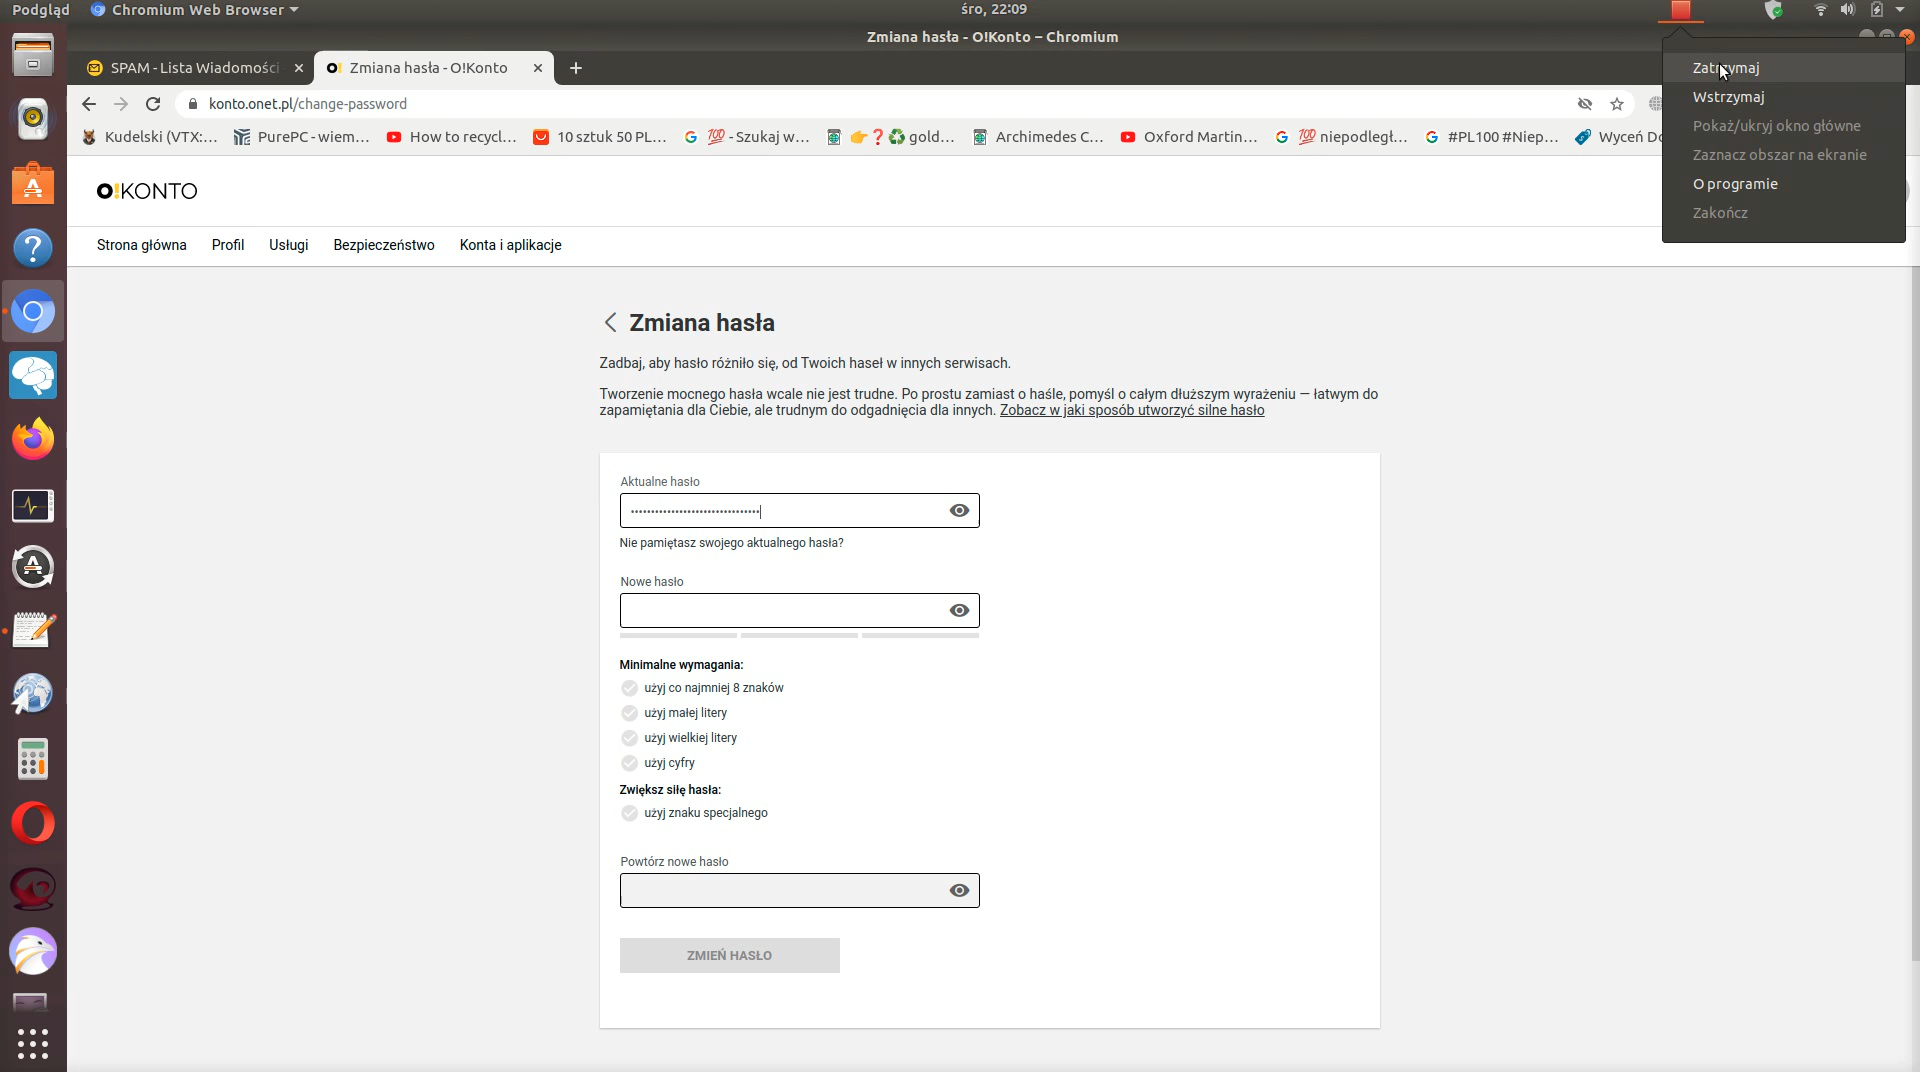 Podgląd
Chromium Web Browser
śro, 22:09
Zmiana hasła - O!Konto – Chromium
SPAM - Lista Wiadomości
Zmiana hasła - O!Konto
konto.onet.pl/change-password
Kudelski (VTX:...
PurePC - wiem...
How to recycl...
10 sztuk 50 PL...
💯 - Szukaj w...
👉❓♻ gold...
Archimedes C...
Oxford Martin...
💯 niepodległ...
#PL100 #Niep...
Wyceń Do
Zatrzymaj
Wstrzymaj
Pokaż/ukryj okno główne
Zaznacz obszar na ekranie
O programie
Zakończ
O!KONTO
Strona główna
Profil
Usługi
Bezpieczeństwo
Konta i aplikacje
Zmiana hasła
Zadbaj, aby hasło różniło się, od Twoich haseł w innych serwisach.
Tworzenie mocnego hasła wcale nie jest trudne. Po prostu zamiast o haśle, pomyśl o całym dłuższym wyrażeniu — łatwym do
zapamiętania dla Ciebie, ale trudnym do odgadnięcia dla innych. Zobacz w jaki sposób utworzyć silne hasło
Aktualne hasło
Nie pamiętasz swojego aktualnego hasła?
Nowe hasło
Minimalne wymagania:
użyj co najmniej 8 znaków
użyj małej litery
użyj wielkiej litery
użyj cyfry
Zwiększ siłę hasła:
użyj znaku specjalnego
Powtórz nowe hasło
ZMIEŃ HASŁO